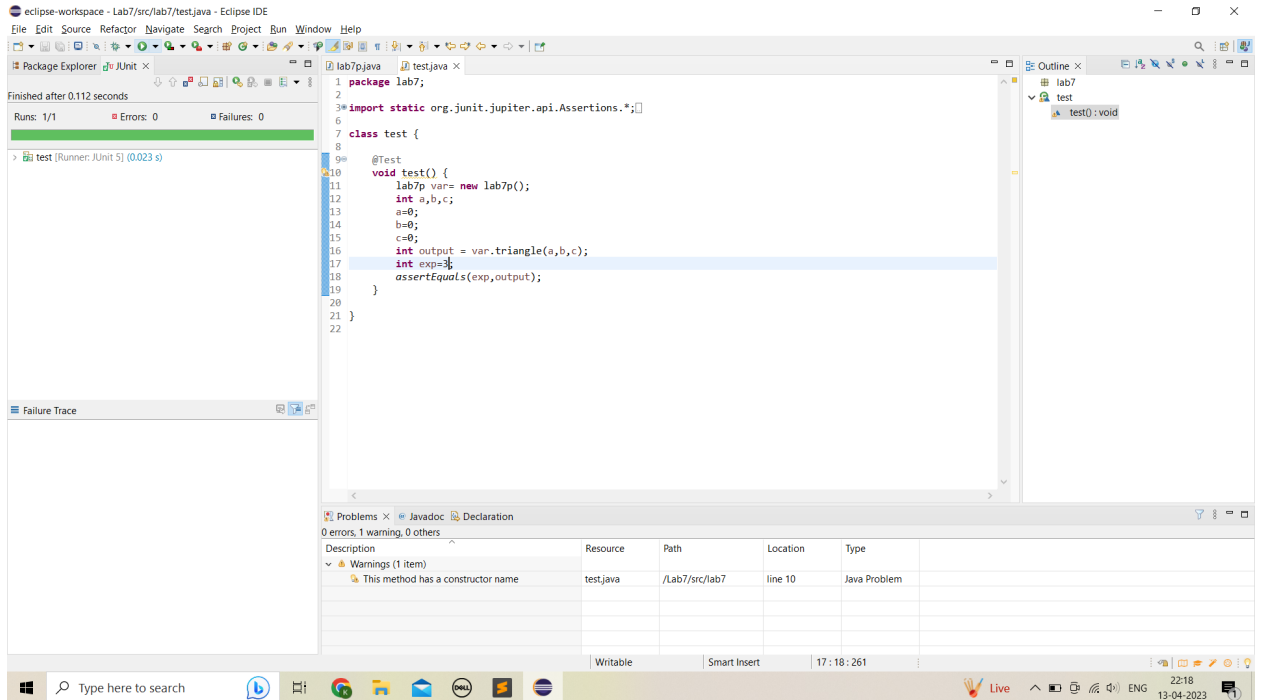 eclipse-workspace - Lab7/src/lab7/test.java - Eclipse IDE
File Edit Source Refactor Navigate Search Project Run Window Help
Package Explorer JUnit
Finished after 0.112 seconds
Runs: 1/1 Errors: 0 Failures: 0
test [Runner: JUnit 5] (0.023 s)
Failure Trace
lab7p.java test.java
1 package lab7;
2
3 import static org.junit.jupiter.api.Assertions.*;
6
7 class test {
8
9 @Test
10 void test() {
11 lab7p var= new lab7p();
12 int a,b,c;
13 a=0;
14 b=0;
15 c=0;
16 int output = var.triangle(a,b,c);
17 int exp=3;
18 assertEquals(exp,output);
19 }
20
21 }
22
Outline
lab7
test
test() : void
Problems Javadoc Declaration
0 errors, 1 warning, 0 others
Description Resource Path Location Type
Warnings (1 item)
This method has a constructor name test.java /Lab7/src/lab7 line 10 Java Problem
Writable Smart Insert 17 : 18 : 261
Type here to search
DELL
Live
ENG
22:18
13-04-2023
1